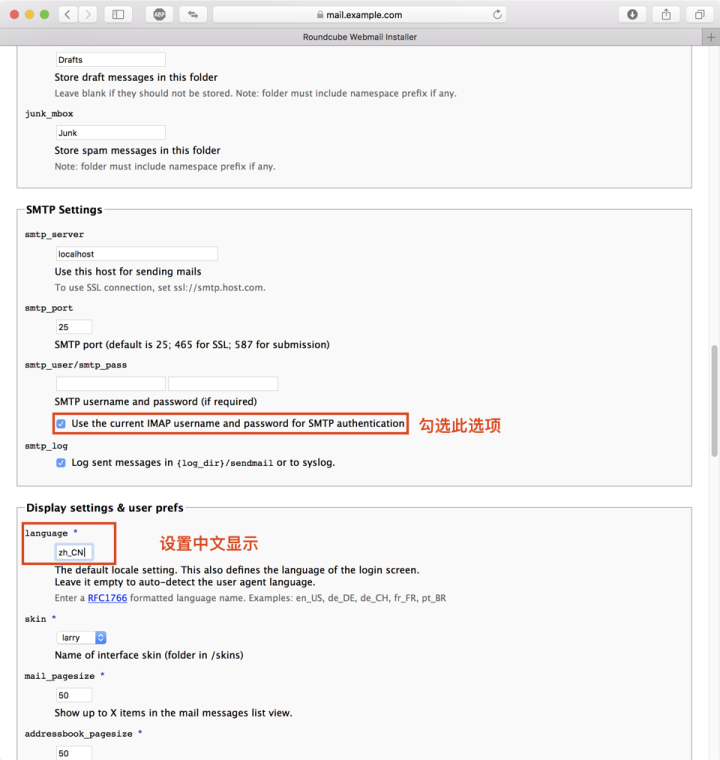 ABP
mail.example.com
Roundcube Webmail Installer
Drafts
Store draft messages in this folder
Leave blank if they should not be stored. Note: folder must include namespace prefix if any.
junk_mbox
Junk
Store spam messages in this folder
Note: folder must include namespace prefix if any.
SMTP Settings
smtp_server
localhost
Use this host for sending mails
To use SSL connection, set ssl://smtp.host.com.
smtp_port
25
SMTP port (default is 25; 465 for SSL; 587 for submission)
smtp_user/smtp_pass
SMTP username and password (if required)
Use the current IMAP username and password for SMTP authentication 勾选此选项
smtp_log
Log sent messages in {log_dir}/sendmail or to syslog.
Display settings & user prefs
language *
设置中文显示
zh_CN
The default locale setting. This also defines the language of the login screen.
Leave it empty to auto-detect the user agent language.
Enter a RFC1766 formatted language name. Examples: en_US, de_DE, de_CH, fr_FR, pt_BR
skin *
larry
Name of interface skin (folder in /skins)
mail_pagesize *
50
Show up to X items in the mail messages list view.
addressbook_pagesize *
50